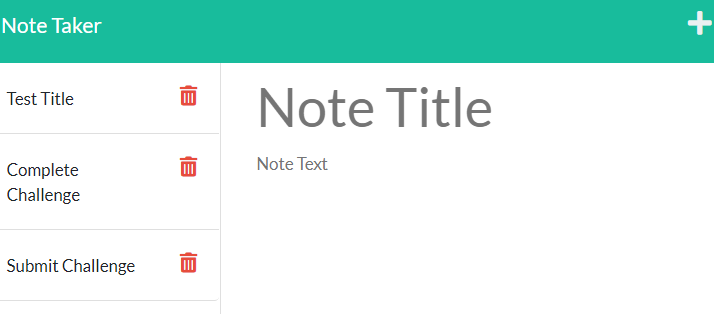 Note Taker
Test Title
Complete
Challenge
Submit Challenge
Note Title
Note Text